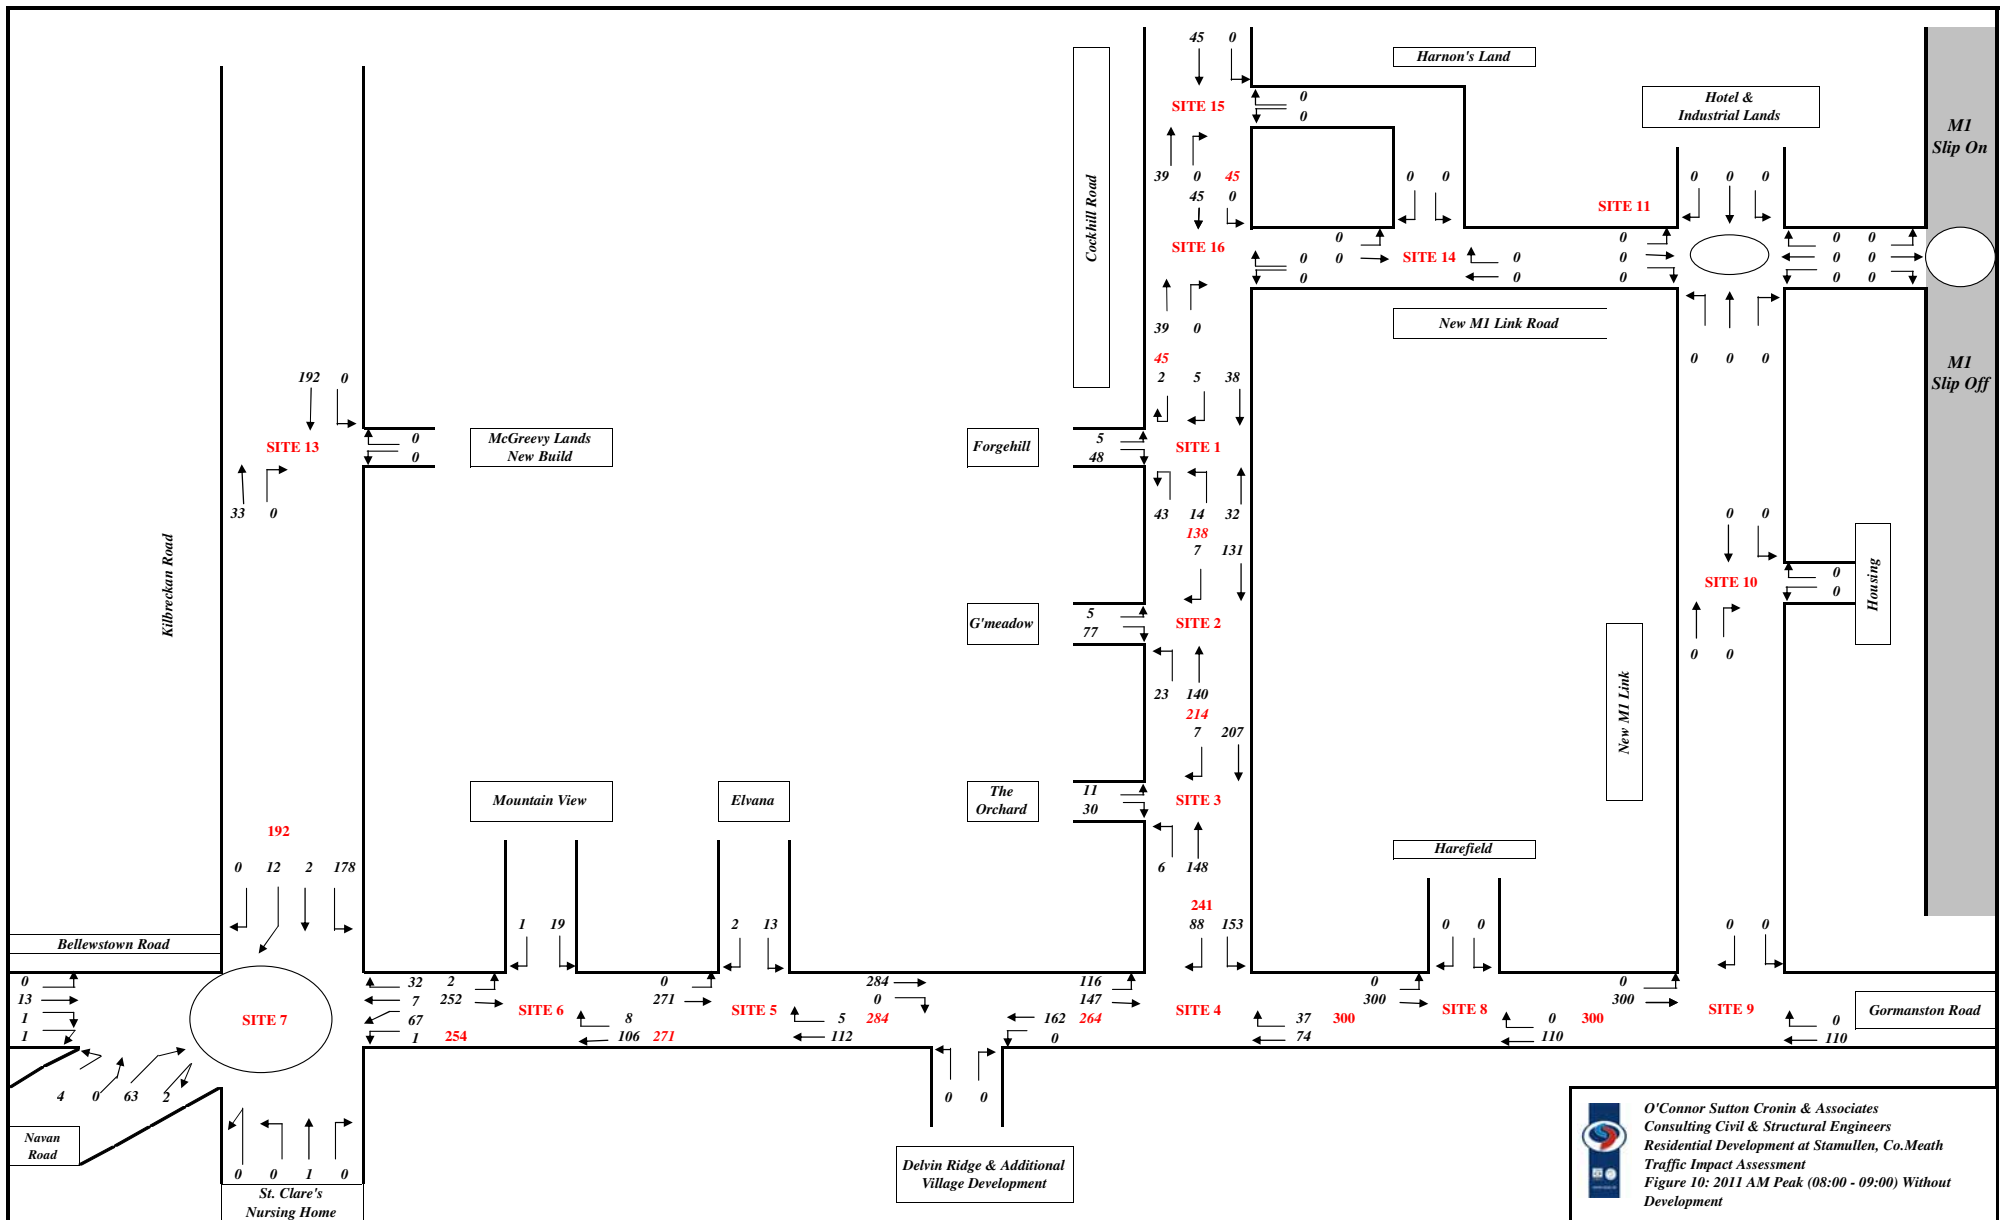 45 0
Harnon's Land
Hotel &
Industrial Lands
SITE 15
0
0
M1
Slip On
Cockhill Road
39 0 45
45 0
0 0
0 0 0
SITE 11
SITE 16
0
0
0
0
SITE 14
0
0
0
0
0
0 0
0 0
0 0
39 0
New M1 Link Road
45
2 5 38
0 0 0
M1
Slip Off
192 0
SITE 13
0
0
McGreevy Lands
New Build
Forgehill
5
48
SITE 1
33 0
43 14 32
138
7 131
0 0
Kilbreckan Road
SITE 10
0
0
Housing
G'meadow
5
77
SITE 2
0 0
23 140
214
7 207
New M1 Link
Mountain View
Elvana
The
Orchard
11
30
SITE 3
192
0 12 2 178
6 148
Harefield
241
88 153
1 19
2 13
0 0
0 0
Bellewstown Road
0
13
1
1
SITE 7
32
7
67
1
2
252
254
SITE 6
8
106
0
271
271
SITE 5
5
112
284
0
284
162
0
116
147
264
SITE 4
37
74
0
300
300
SITE 8
0
110
0
300
300
SITE 9
0
110
Gormanston Road
4 0 63 2
0 0
Navan
Road
0 0 1 0
St. Clare's
Nursing Home
Delvin Ridge & Additional
Village Development
O'Connor Sutton Cronin & Associates
Consulting Civil & Structural Engineers
Residential Development at Stamullen, Co.Meath
Traffic Impact Assessment
Figure 10: 2011 AM Peak (08:00 - 09:00) Without
Development